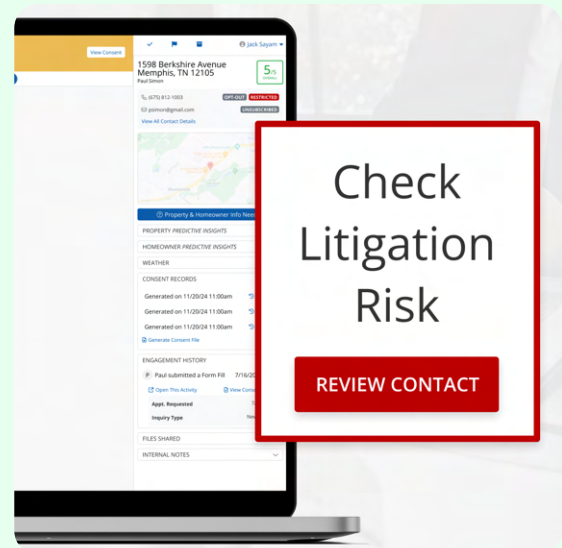 View Consent
Jack Sayam
1598 Berkshire Avenue
Memphis, TN 12105
Paul Simon
5/5
(675) 812-1003
OPT-OUT
RESTRICTED
psimon@gmail.com
UNSUBSCRIBED
View All Contact Details
Property & Homeowner Info
PROPERTY PREDICTIVE INSIGHTS
HOMEOWNER PREDICTIVE INSIGHTS
WEATHER
CONSENT RECORDS
Generated on 11/20/24 11:00am
Generated on 11/20/24 11:00am
Generated on 11/20/24 11:00am
Generate Consent File
ENGAGEMENT HISTORY
P Paul submitted a Form Fill
Open This Activity
View
Appt. Requested
Inquiry Type
FILES SHARED
INTERNAL NOTES
Check
Litigation
Risk
REVIEW CONTACT